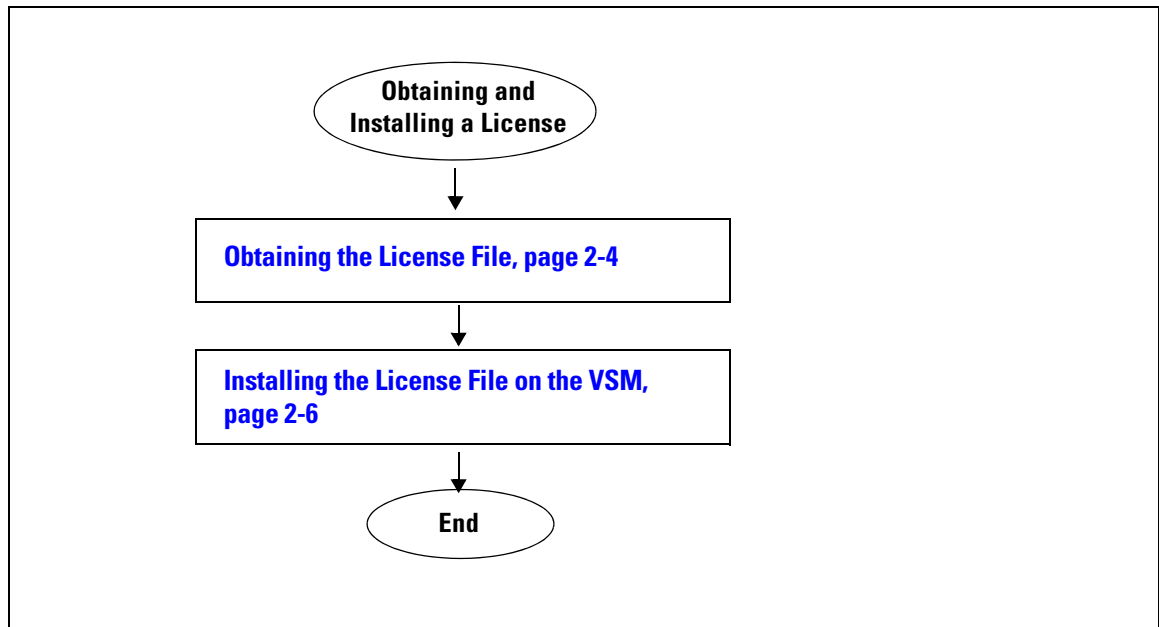 Obtaining and
Installing a License
Obtaining the License File, page 2-4
Installing the License File on the VSM,
page 2-6
End